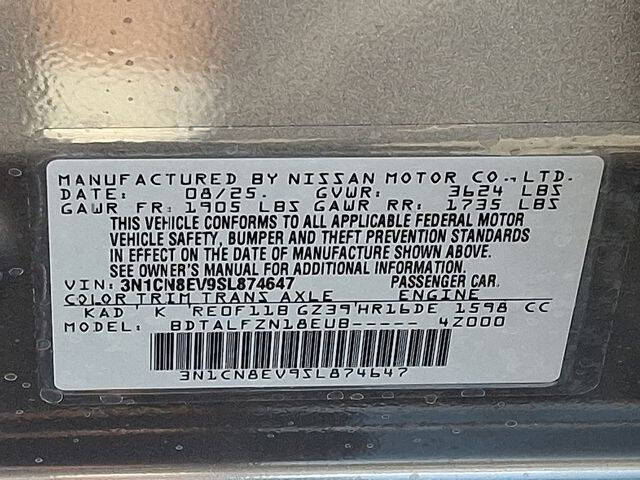 MANUFACTURED BY NISSAN MOTOR CO., LTD.
DATE: 08/25. GVWR: 3624 LBS
GAWR FR: 1905 LBS GAWR RR: 1735 LBS
THIS VEHICLE CONFORMS TO ALL APPLICABLE FEDERAL MOTOR
VEHICLE SAFETY, BUMPER AND THEFT PREVENTION STANDARDS
IN EFFECT ON THE DATE OF MANUFACTURE SHOWN ABOVE.
SEE OWNER'S MANUAL FOR ADDITIONAL INFORMATION.
VIN: 3N1CN8EV9SL874647 PASSENGER CAR.
COLOR TRIM TRANS AXLE ENGINE
KAD K RE0F11B GZ39 HR16DE 1598 CC
MODEL: BDTALFZN18EUB----- 4Z000
3N1CN8EV9SL874647